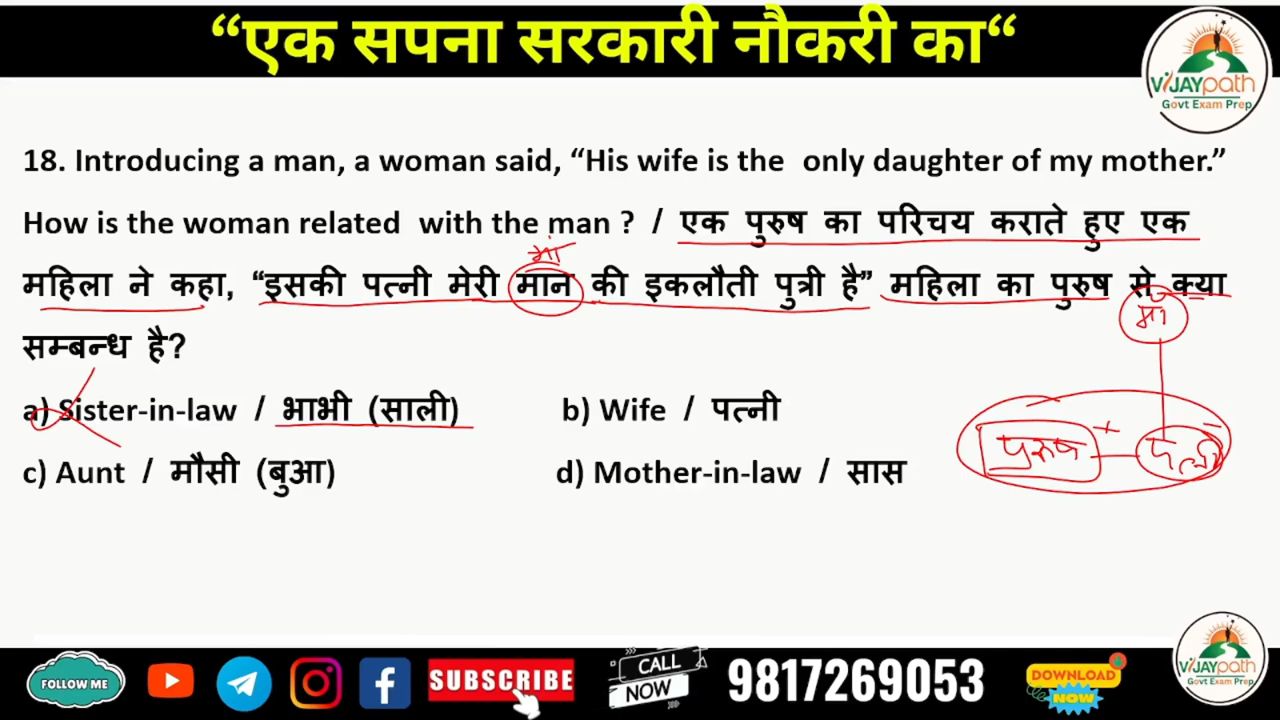 “एक सपना सरकारी नौकरी का“
VIJAYpath
Govt Exam Prep
18. Introducing a man, a woman said, “His wife is the only daughter of my mother.”
How is the woman related with the man ? / एक पुरुष का परिचय कराते हुए एक
मां
महिला ने कहा, “इसकी पत्नी मेरी मान की इकलौती पुत्री है” महिला का पुरुष से क्या
मां
सम्बन्ध है?
a) Sister-in-law / भाभी (साली) b) Wife / पत्नी
पुरुष + – पत्नी
c) Aunt / मौसी (बुआ) d) Mother-in-law / सास
FOLLOW ME
SUBSCRIBE
CALL
NOW
9817269053
DOWNLOAD
NOW
VIJAYpath
Govt Exam Prep